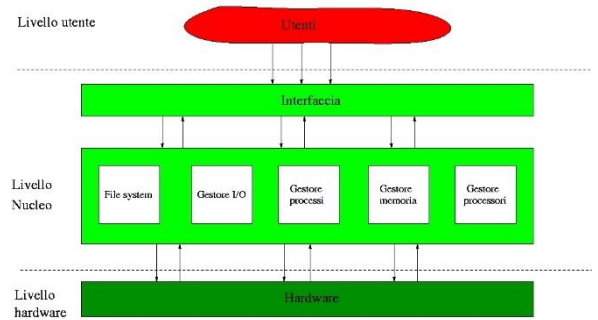 Livello utente
Utenti
Interfaccia
Livello
Nucleo
File system
Gestore I/O
Gestore
processi
Gestore
memoria
Gestore
processori
Livello
hardware
Hardware